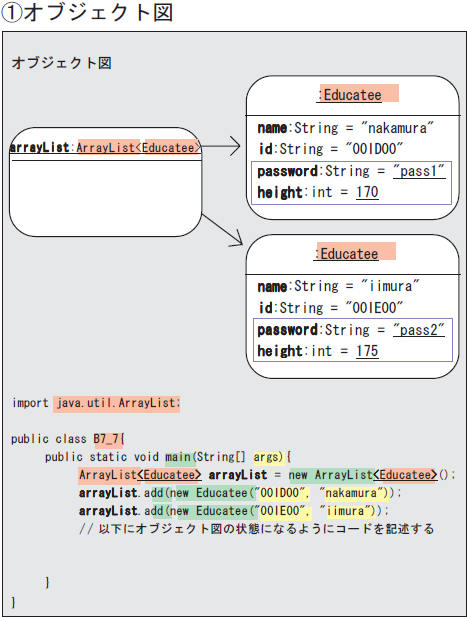 ①オブジェクト図
オブジェクト図
:Educatee
name:String = "nakamura"
id:String = "00ID00"
password:String = "pass1"
height:int = 170
arrayList:ArrayList<Educatee>
:Educatee
name:String = "iimura"
id:String = "00IE00"
password:String = "pass2"
height:int = 175
import java.util.ArrayList;
public class B7_7{
public static void main(String[] args){
ArrayList<Educatee> arrayList = new ArrayList<Educatee>();
arrayList.add(new Educatee("00ID00", "nakamura"));
arrayList.add(new Educatee("00IE00", "iimura"));
// 以下にオブジェクト図の状態になるようにコードを記述する
}
}